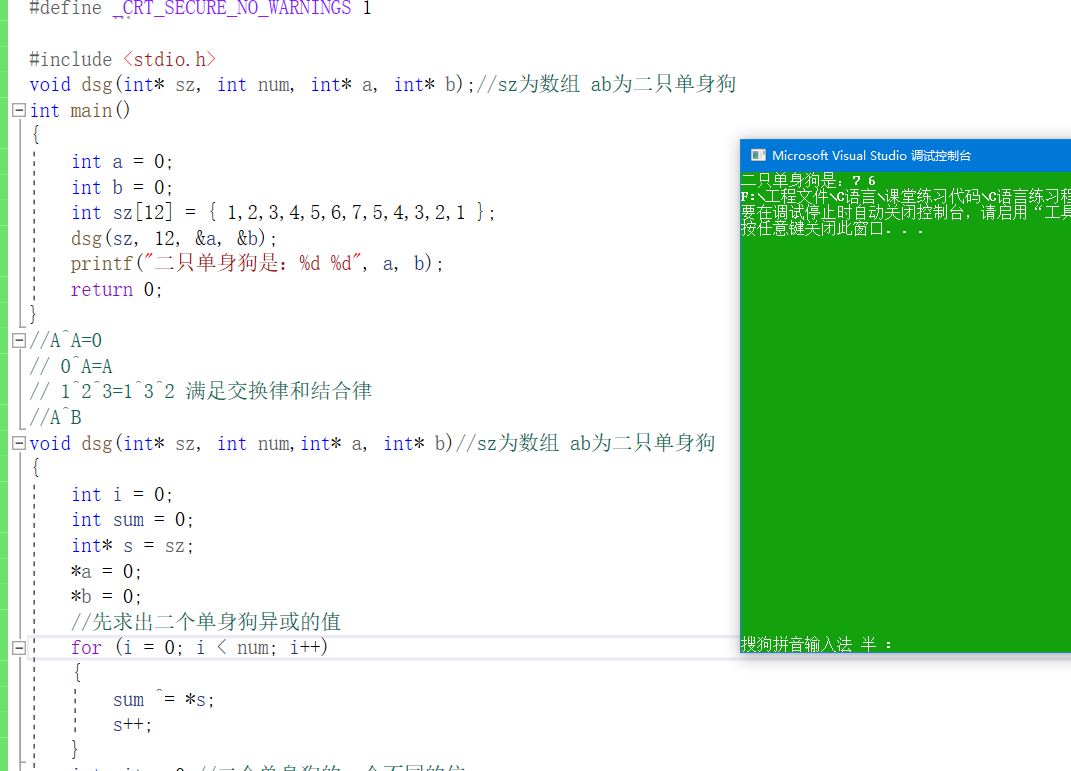 #define _CRT_SECURE_NO_WARNINGS 1
#include <stdio.h>
void dsg(int* sz, int num, int* a, int* b);//sz为数组 ab为二只单身狗
int main()
{
int a = 0;
int b = 0;
int sz[12] = { 1,2,3,4,5,6,7,5,4,3,2,1 };
dsg(sz, 12, &a, &b);
printf("二只单身狗是：%d %d", a, b);
return 0;
}
//A^A=0
// 0^A=A
// 1^2^3=1^3^2 满足交换律和结合律
//A^B
void dsg(int* sz, int num,int* a, int* b)//sz为数组 ab为二只单身狗
{
int i = 0;
int sum = 0;
int* s = sz;
*a = 0;
*b = 0;
//先求出二个单身狗异或的值
for (i = 0; i < num; i++)
{
sum ^= *s;
s++;
}
Microsoft Visual Studio 调试控制台
二只单身狗是：7 6
F:\工程文件\C语言\课堂练习代码\C语言练习程
要在调试停止时自动关闭控制台，请启用“工具
按任意键关闭此窗口. . .
搜狗拼音输入法 半 ：